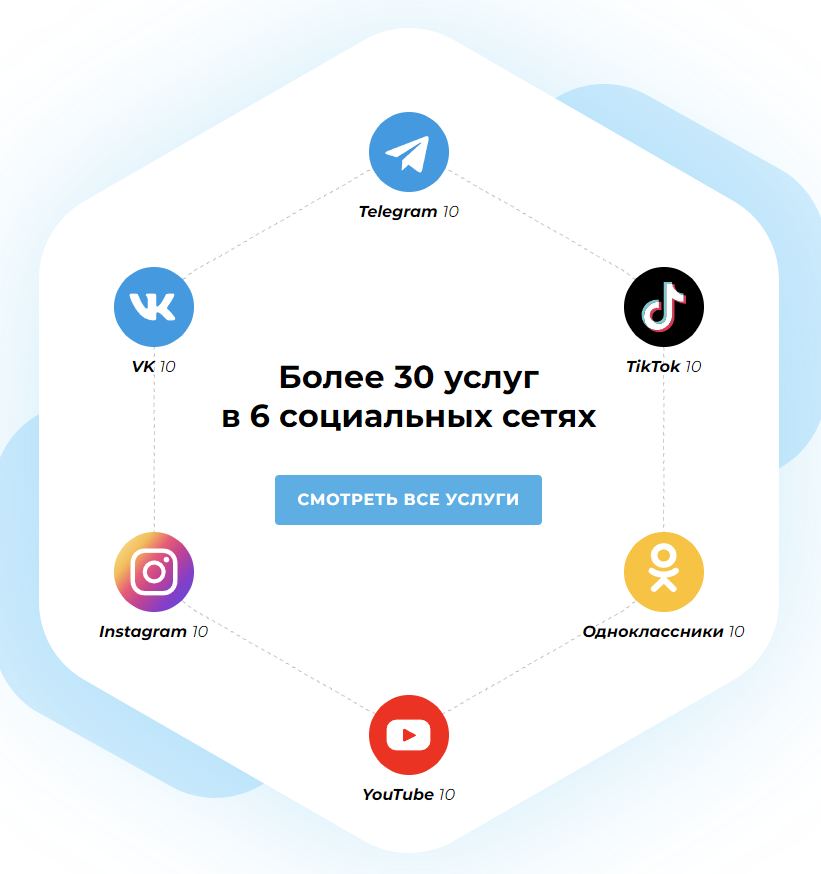 Telegram 10
VK 10
TikTok 10
Более 30 услуг
в 6 социальных сетях
СМОТРЕТЬ ВСЕ УСЛУГИ
Instagram 10
Одноклассники 10
YouTube 10